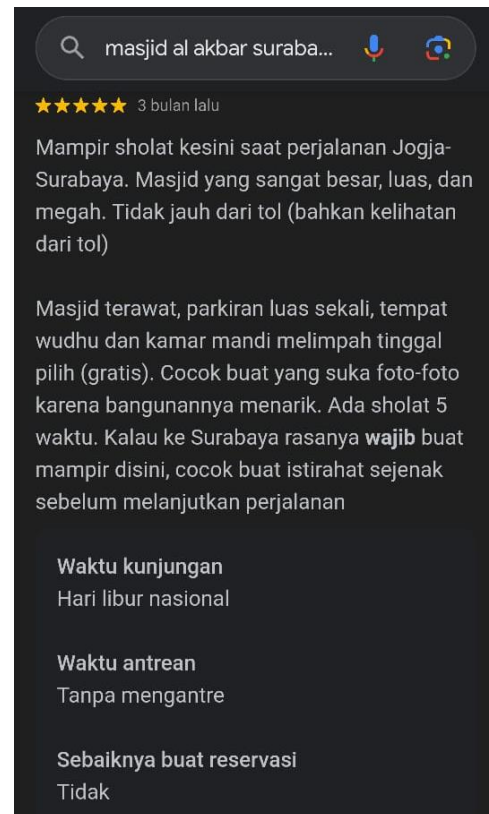 masjid al akbar suraba...
3 bulan lalu
Mampir sholat kesini saat perjalanan Jogja-
Surabaya. Masjid yang sangat besar, luas, dan
megah. Tidak jauh dari tol (bahkan kelihatan
dari tol)
Masjid terawat, parkiran luas sekali, tempat
wudhu dan kamar mandi melimpah tinggal
pilih (gratis). Cocok buat yang suka foto-foto
karena bangunannya menarik. Ada sholat 5
waktu. Kalau ke Surabaya rasanya wajib buat
mampir disini, cocok buat istirahat sejenak
sebelum melanjutkan perjalanan
Waktu kunjungan
Hari libur nasional
Waktu antrean
Tanpa mengantre
Sebaiknya buat reservasi
Tidak